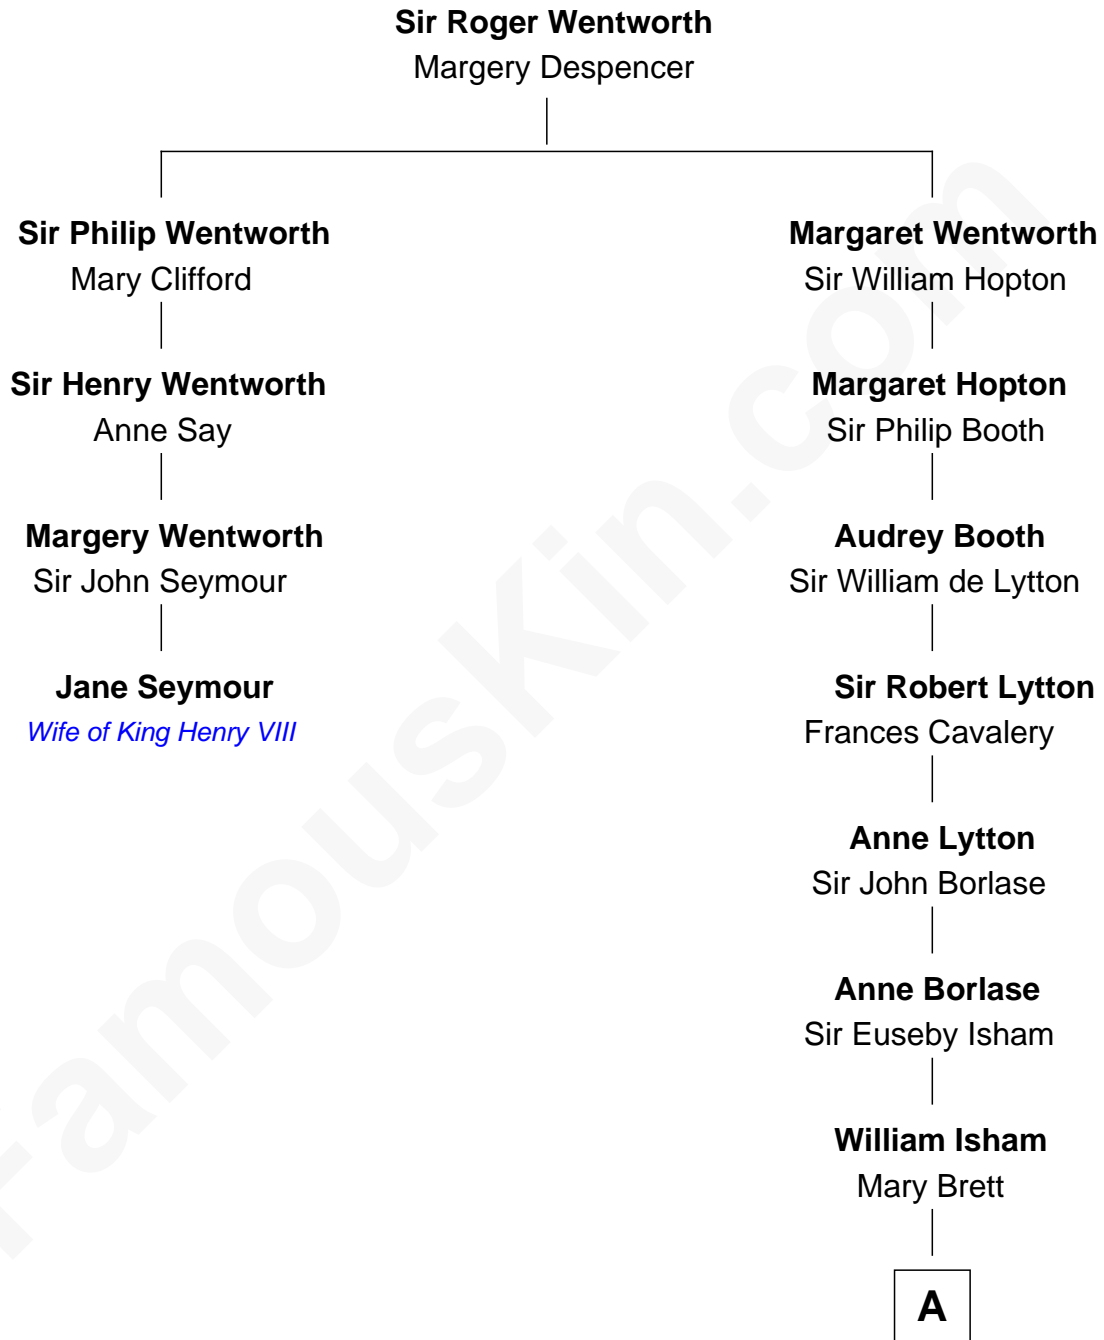 Sir Roger Wentworth
Margery Despencer
Sir Philip Wentworth
Mary Clifford
Sir Henry Wentworth
Anne Say
Margery Wentworth
Sir John Seymour
Jane Seymour
Wife of King Henry VIII
Margaret Wentworth
Sir William Hopton
Margaret Hopton
Sir Philip Booth
Audrey Booth
Sir William de Lytton
Sir Robert Lytton
Frances Cavalery
Anne Lytton
Sir John Borlase
Anne Borlase
Sir Euseby Isham
William Isham
Mary Brett
A
FamousKin.com